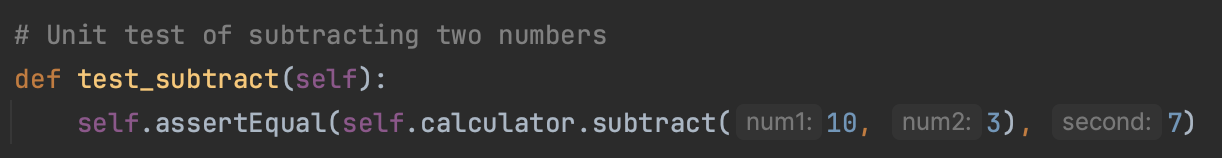 # Unit test of subtracting two numbers
def test_subtract(self):
    self.assertEqual(self.calculator.subtract( num1: 10, num2: 3), second: 7)